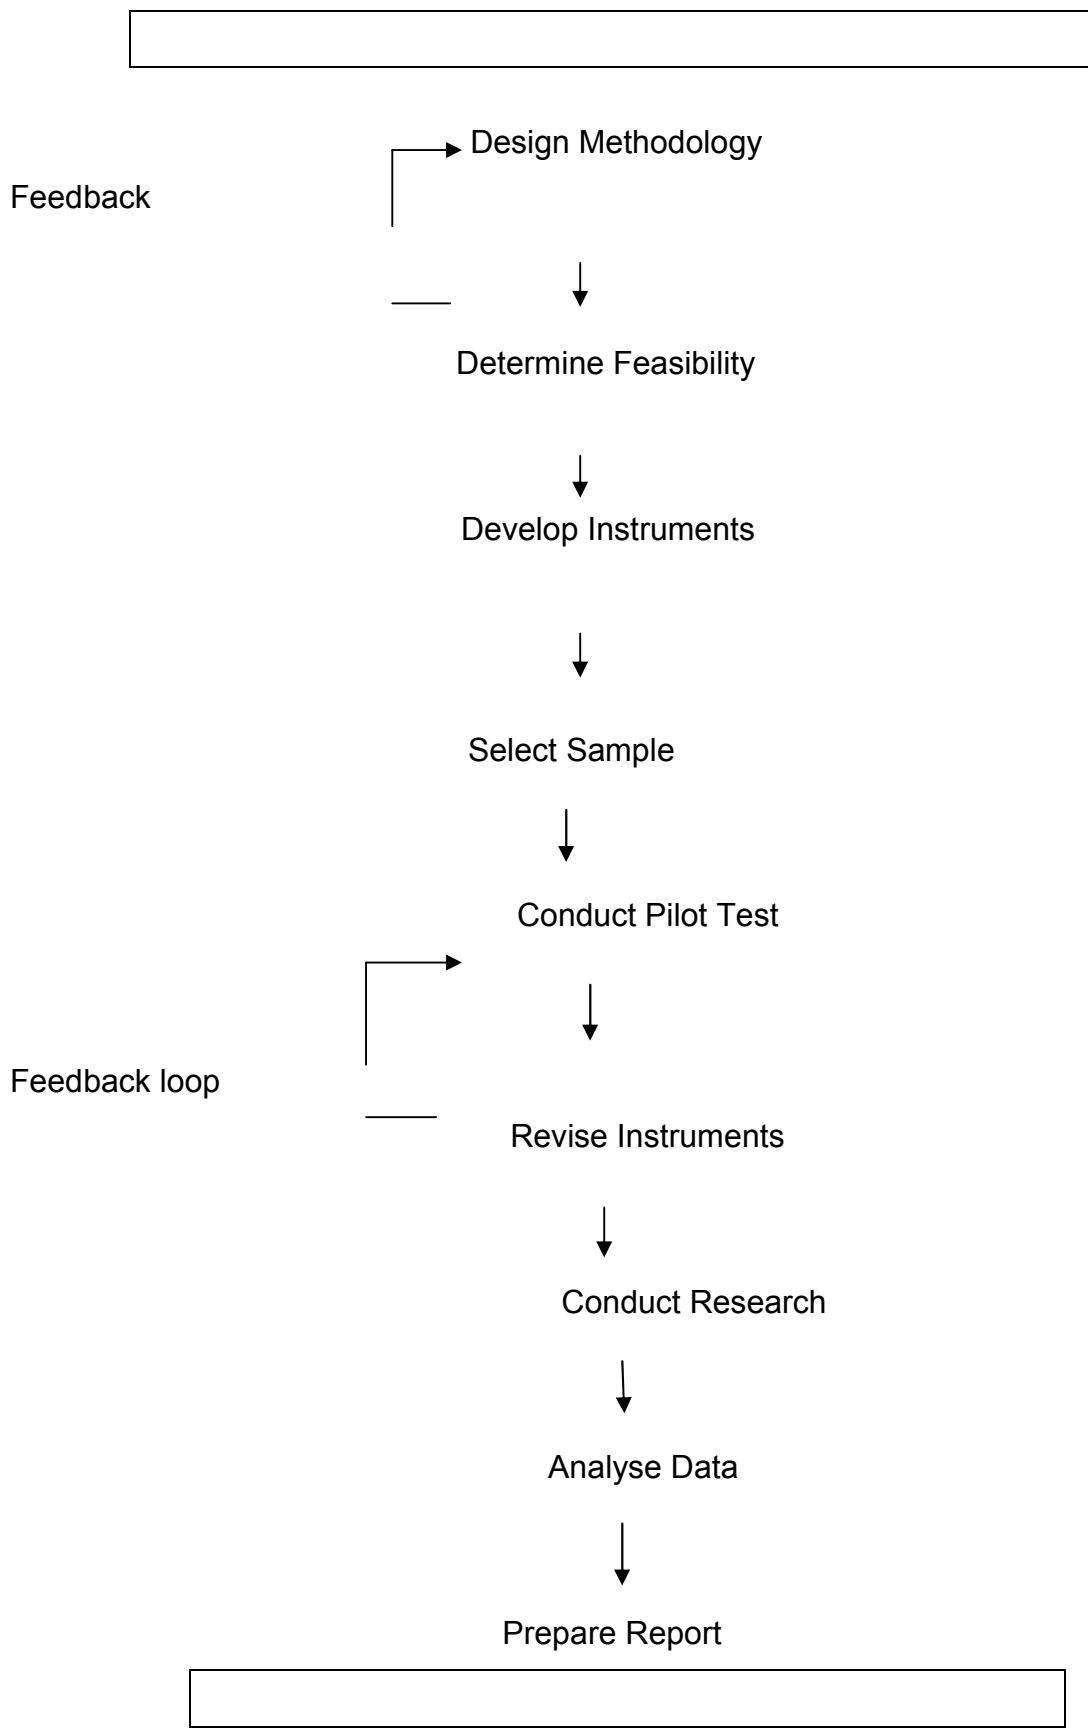 Design Methodology
Feedback
Determine Feasibility
Develop Instruments
Select Sample
Conduct Pilot Test
Feedback loop
Revise Instruments
Conduct Research
Analyse Data
Prepare Report